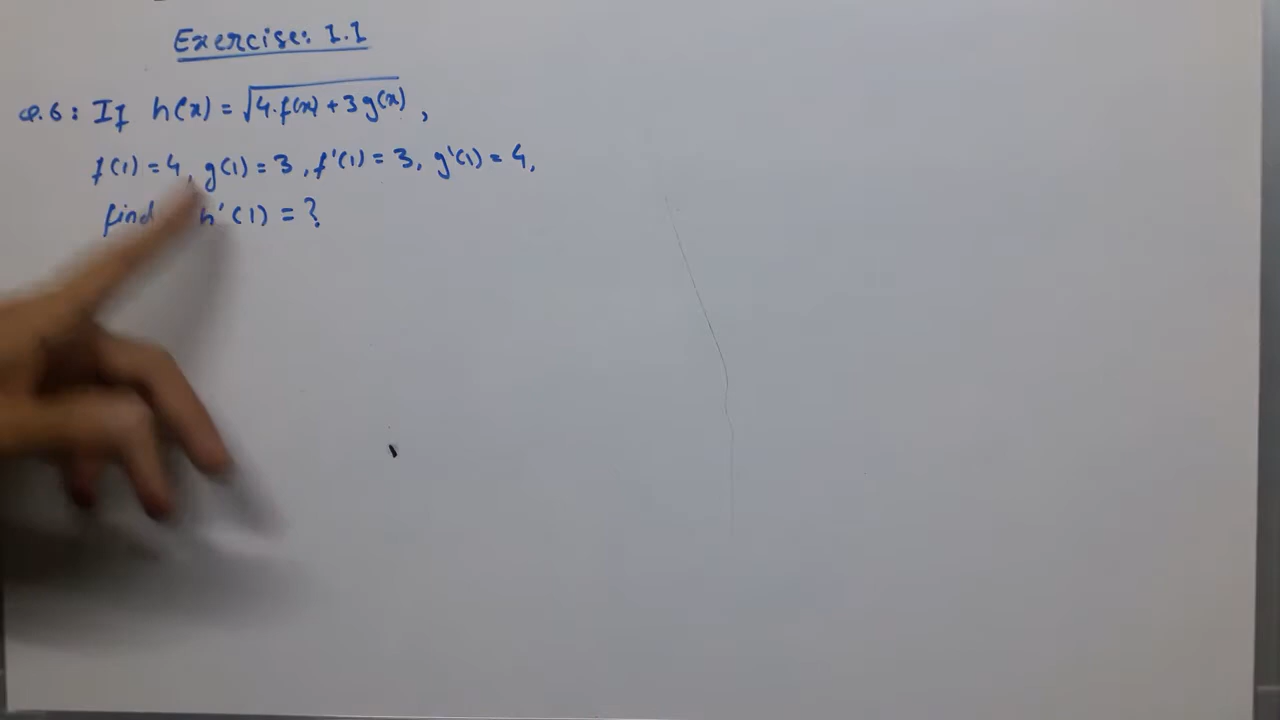 Exercise: 1.1
Q.6: If h(x) = √4.f(x) + 3g(x) ,
f(1) = 4, g(1) = 3, f'(1) = 3, g'(1) = 4,
find h'(1) = ?